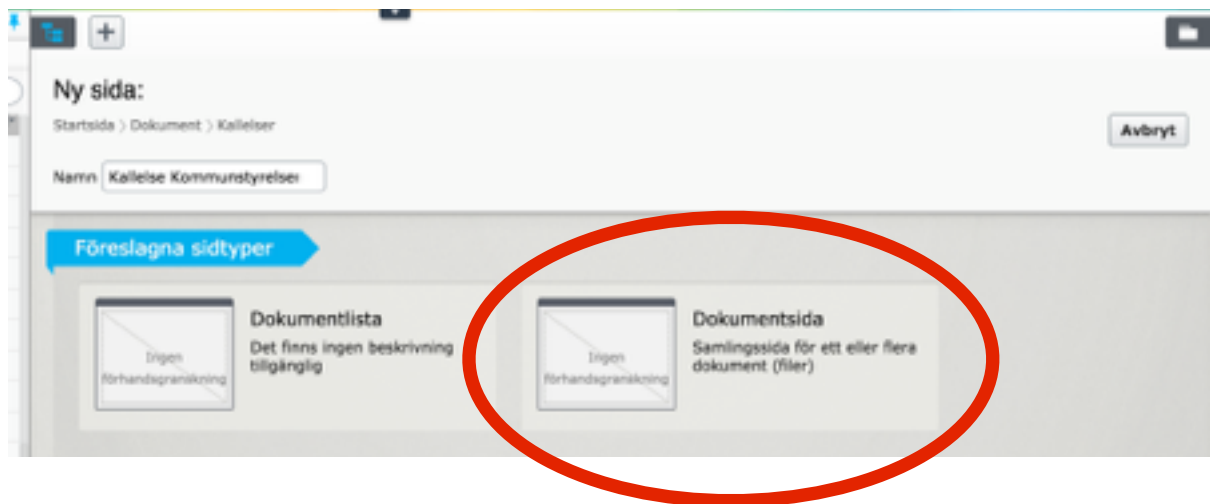 Ny sida:
Startsida > Dokument > Kallelser
Avbryt
Namn Kallelse Kommunstyrelser
Föreslagna sidtyper
Ingen
förhandsgranskning
Dokumentlista
Det finns ingen beskrivning
tillgänglig
Ingen
förhandsgranskning
Dokumentsida
Samlingssida för ett eller flera
dokument (filer)